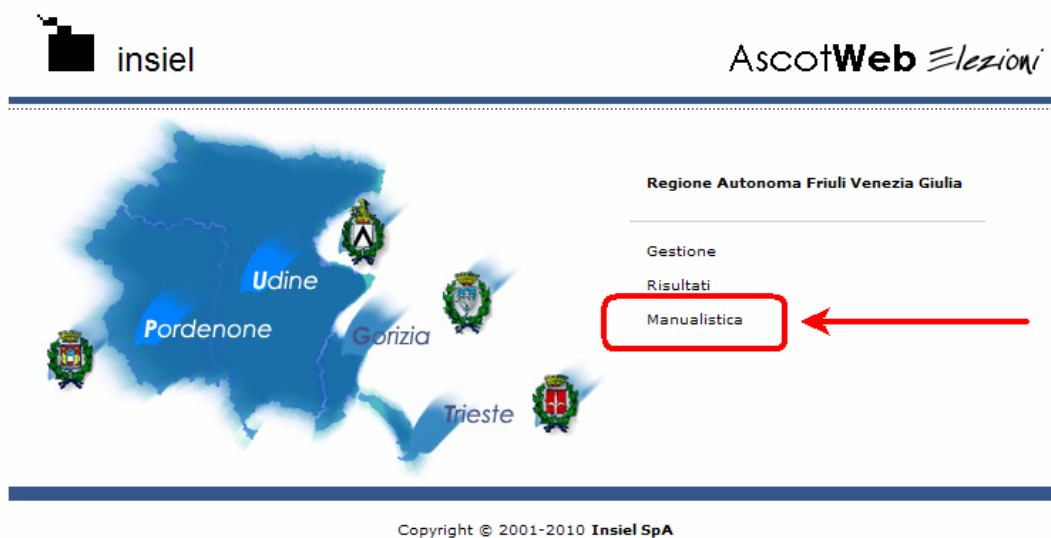 insiel
AscotWeb Elezioni
Regione Autonoma Friuli Venezia Giulia
Gestione
Risultati
Manualistica
Udine
Pordenone
Gorizia
Trieste
Copyright © 2001-2010 Insiel SpA